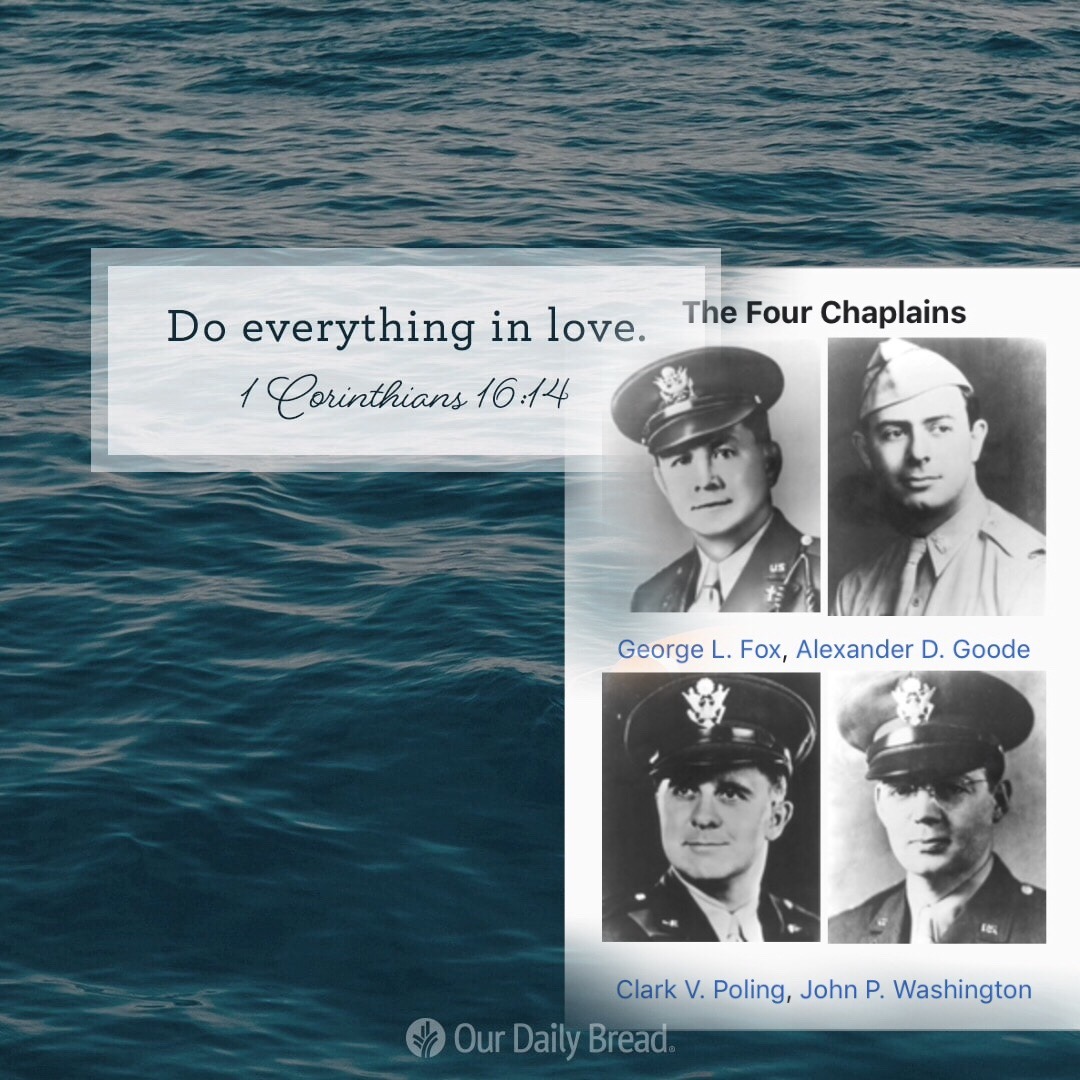 Do everything in love.
1 Corinthians 16:14
The Four Chaplains
US
George L. Fox, Alexander D. Goode
Clark V. Poling, John P. Washington
Our Daily Bread®